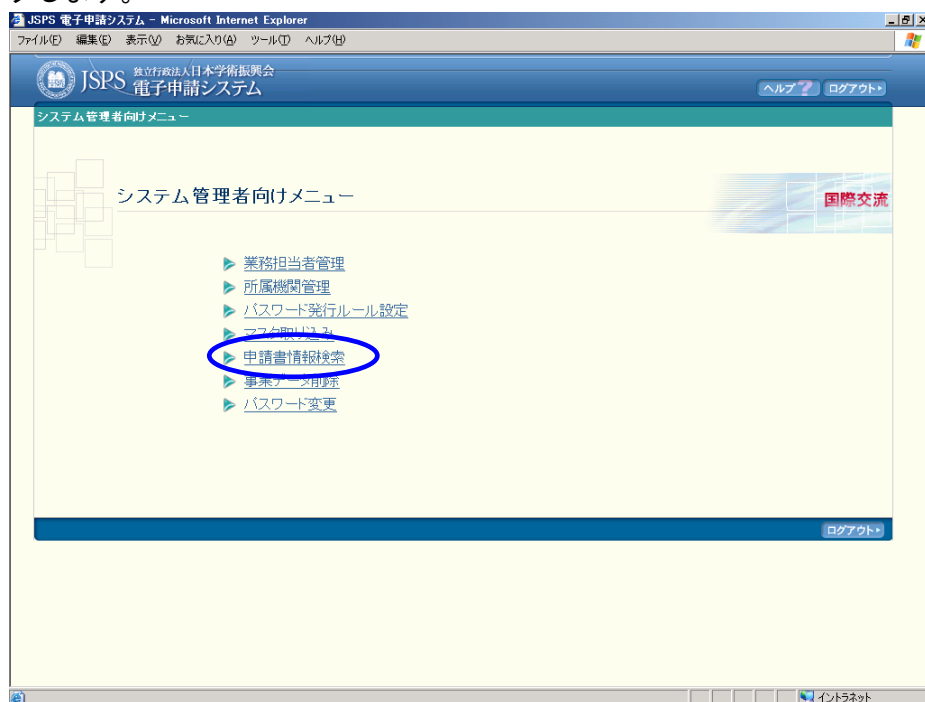 クします。
JSPS 電子申請システム - Microsoft Internet Explorer
ファイル(F) 編集(E) 表示(V) お気に入り(A) ツール(T) ヘルプ(H)
JSPS 独立行政法人日本学術振興会
電子申請システム
ヘルプ ? ログアウト
システム管理者向けメニュー
システム管理者向けメニュー
国際交流
業務担当者管理
所属機関管理
パスワード発行ルール設定
マスタ取り込み
申請書情報検索
事業データ削除
パスワード変更
ログアウト
イントラネット